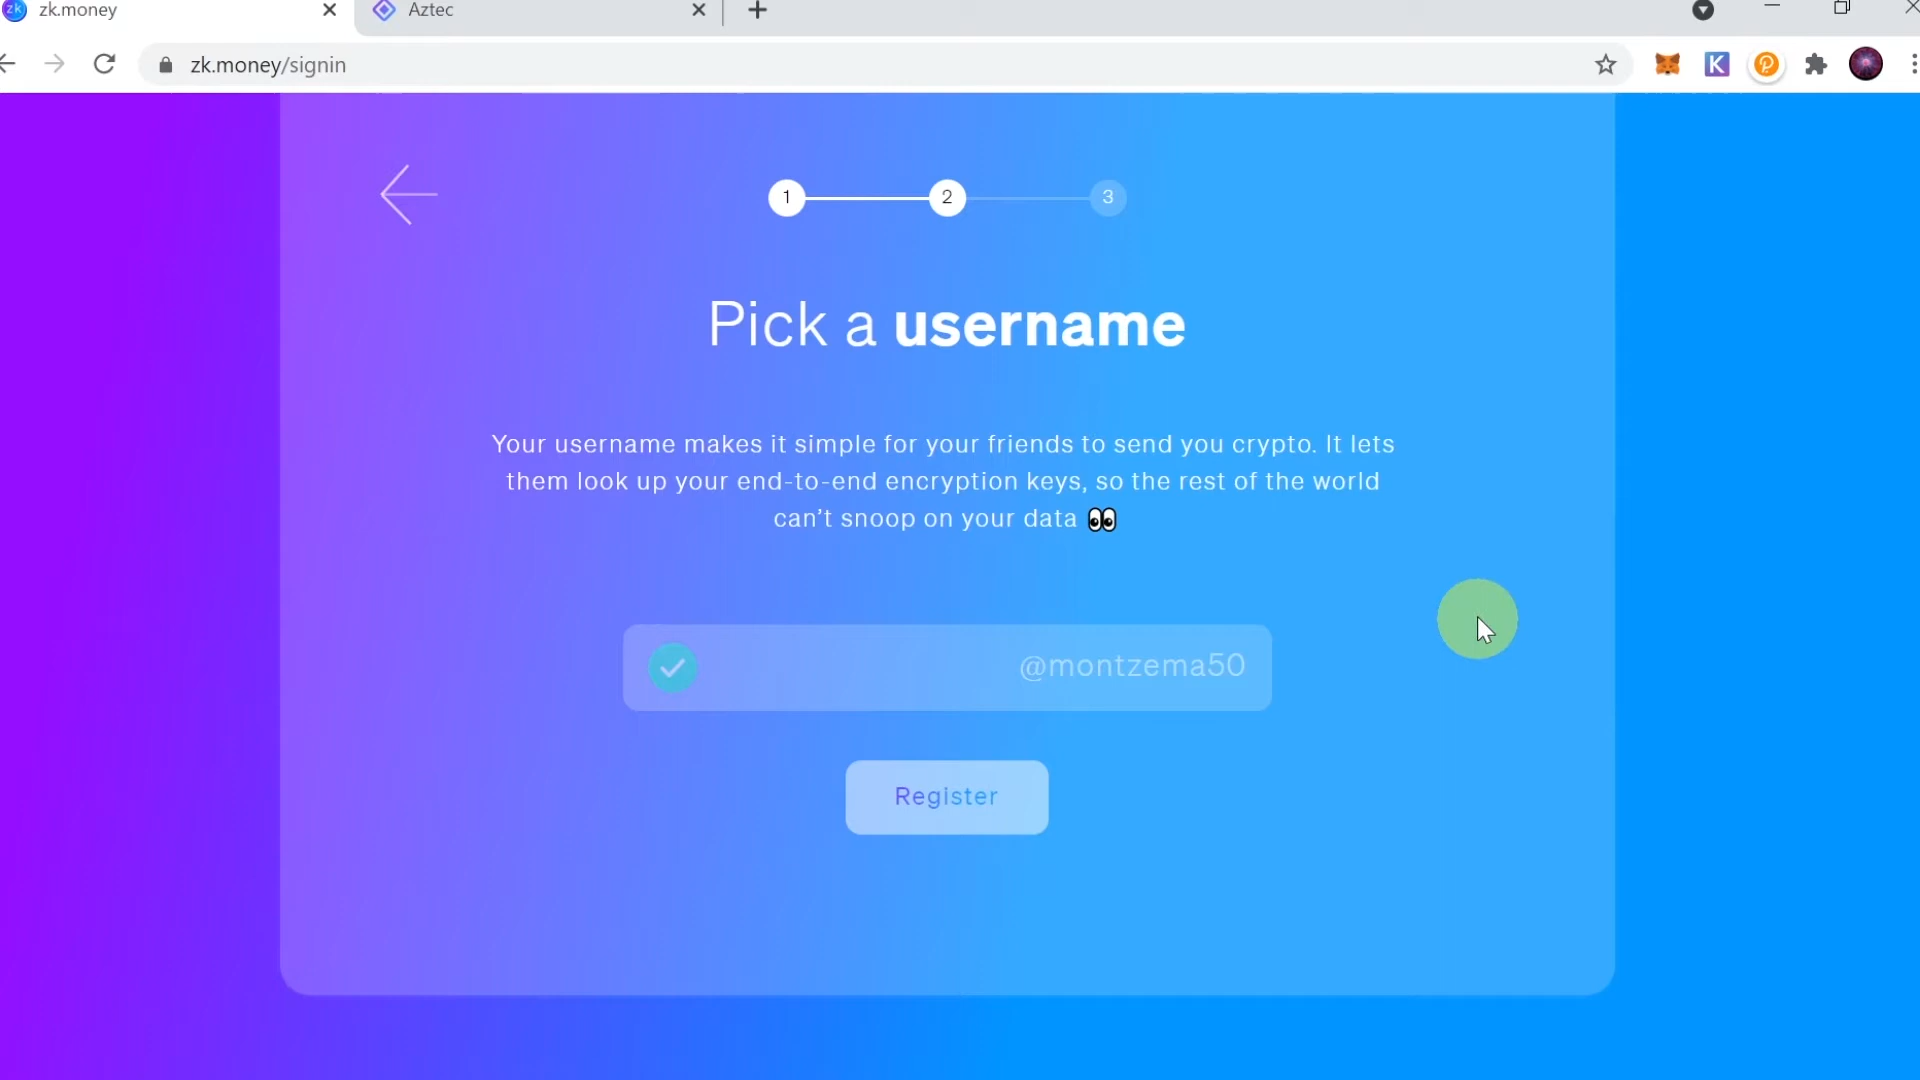 zk zk.money
Aztec
zk.money/signin
K
1 2 3
Pick a username
Your username makes it simple for your friends to send you crypto. It lets
them look up your end-to-end encryption keys, so the rest of the world
can’t snoop on your data 👀
@montzema50
Register